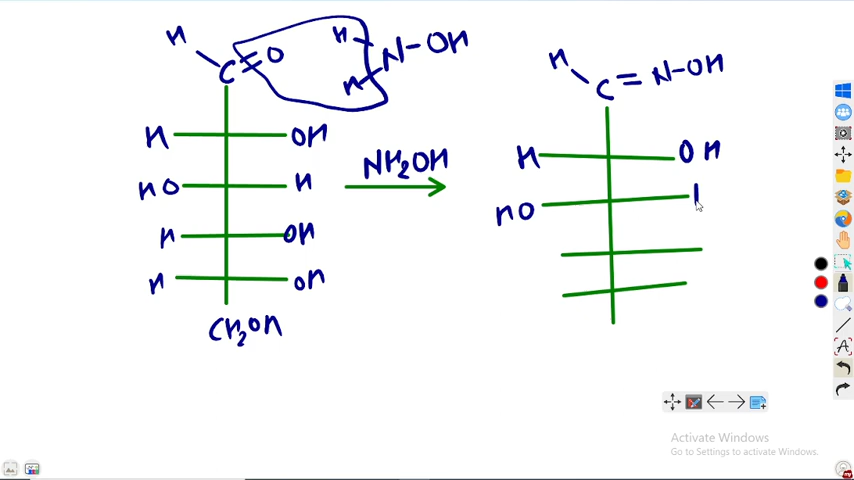 H
C=O
H
H
N-OH
H OH
HO H
H OH
H OH
CH₂OH
NH₂OH
H
C=N-OH
H OH
HO
Activate Windows
Go to Settings to activate Windows.